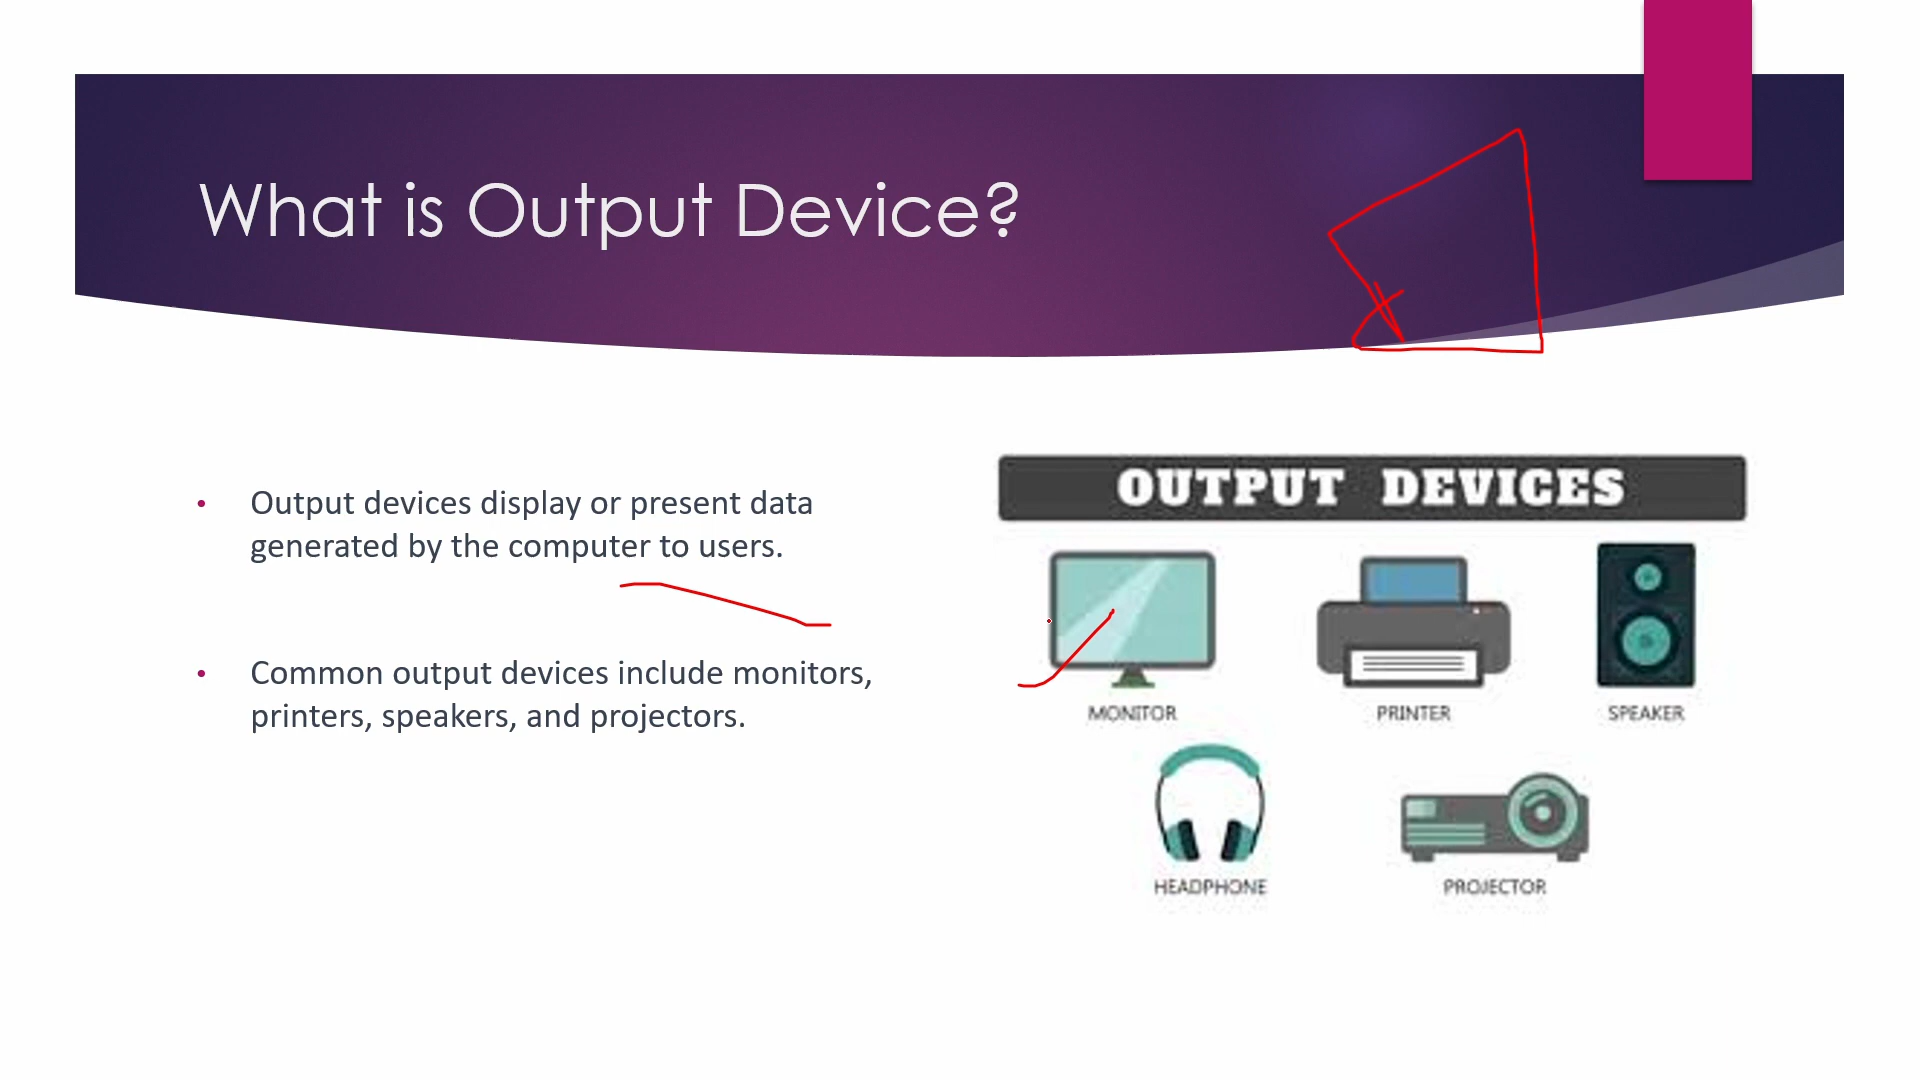 What is Output Device?
• Output devices display or present data
generated by the computer to users.
• Common output devices include monitors,
printers, speakers, and projectors.
OUTPUT DEVICES
MONITOR
PRINTER
SPEAKER
HEADPHONE
PROJECTOR